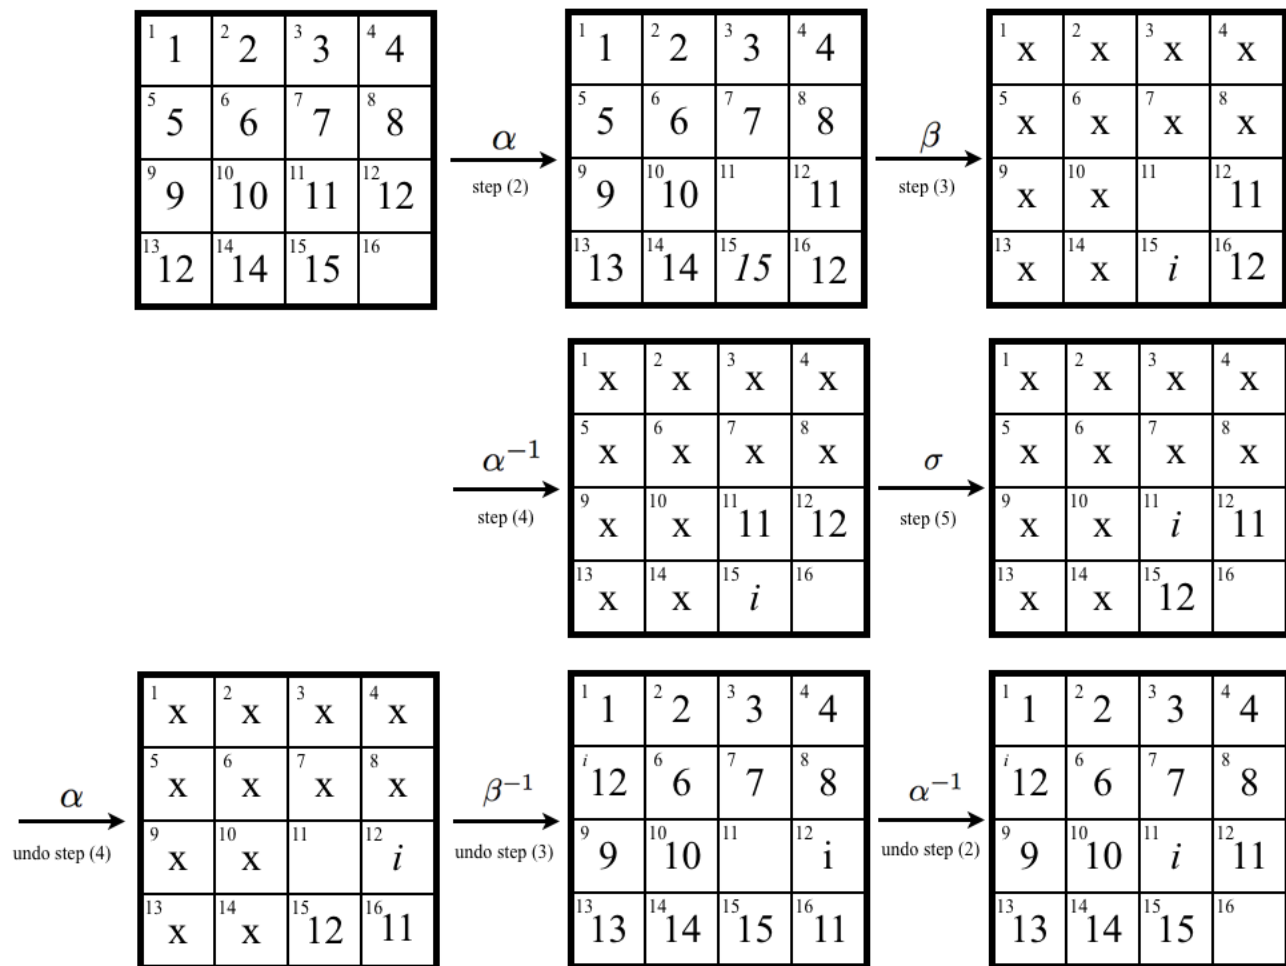 1 1 2 2 3 3 4 4
5 5 6 6 7 7 8 8
9 9 10 10 11 11 12 12
13 12 14 14 15 15 16
α
step (2)
1 1 2 2 3 3 4 4
5 5 6 6 7 7 8 8
9 9 10 10 11 12 11
13 13 14 14 15 15 16 12
β
step (3)
1 x 2 x 3 x 4 x
5 x 6 x 7 x 8 x
9 x 10 x 11 12 11
13 x 14 x 15 i 16 12
α⁻¹
step (4)
1 x 2 x 3 x 4 x
5 x 6 x 7 x 8 x
9 x 10 x 11 11 12 12
13 x 14 x 15 i 16
σ
step (5)
1 x 2 x 3 x 4 x
5 x 6 x 7 x 8 x
9 x 10 x 11 i 12 11
13 x 14 x 15 12 16
α
undo step (4)
1 x 2 x 3 x 4 x
5 x 6 x 7 x 8 x
9 x 10 x 11 12 i
13 x 14 x 15 12 16 11
β⁻¹
undo step (3)
1 1 2 2 3 3 4 4
i 12 6 6 7 7 8 8
9 9 10 10 11 12 i
13 13 14 14 15 15 16 11
α⁻¹
undo step (2)
1 1 2 2 3 3 4 4
i 12 6 6 7 7 8 8
9 9 10 10 11 i 12 11
13 13 14 14 15 15 16